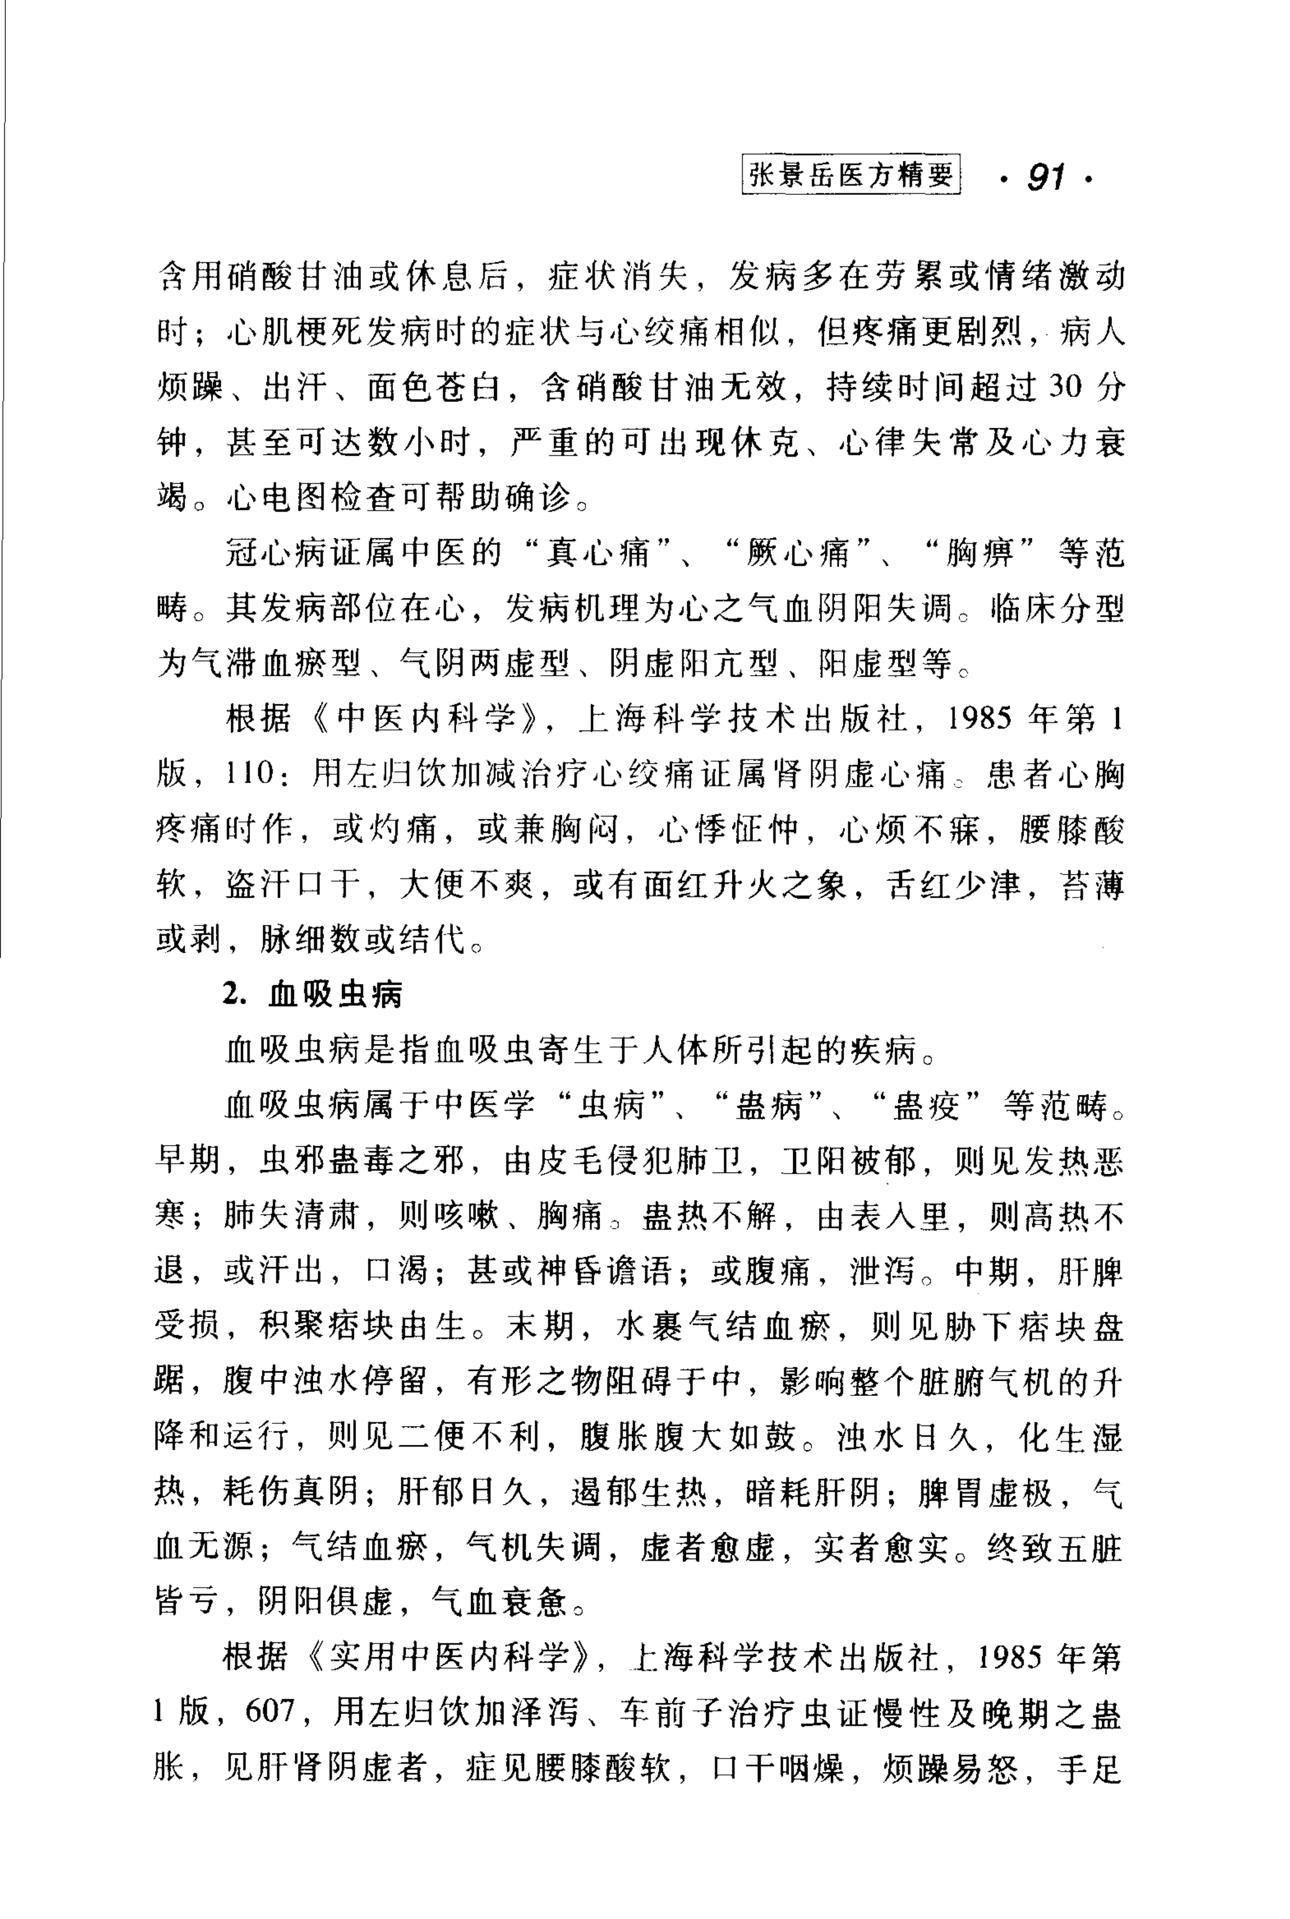 张景岳医方精要 · 91 ·
含用硝酸甘油或休息后，症状消失，发病多在劳累或情绪激动
时；心肌梗死发病时的症状与心绞痛相似，但疼痛更剧烈，病人
烦躁、出汗、面色苍白，含硝酸甘油无效，持续时间超过 30 分
钟，甚至可达数小时，严重的可出现休克、心律失常及心力衰
竭。心电图检查可帮助确诊。
冠心病证属中医的“真心痛”、“厥心痛”、“胸痹”等范
畴。其发病部位在心，发病机理为心之气血阴阳失调。临床分型
为气滞血瘀型、气阴两虚型、阴虚阳亢型、阳虚型等。
根据《中医内科学》，上海科学技术出版社，1985 年第 1
版，110：用左归饮加减治疗心绞痛证属肾阴虚心痛。患者心胸
疼痛时作，或灼痛，或兼胸闷，心悸怔忡，心烦不寐，腰膝酸
软，盗汗口干，大便不爽，或有面红升火之象，舌红少津，苔薄
或剥，脉细数或结代。
2. 血吸虫病
血吸虫病是指血吸虫寄生于人体所引起的疾病。
血吸虫病属于中医学“虫病”、“蛊病”、“蛊疫”等范畴。
早期，虫邪蛊毒之邪，由皮毛侵犯肺卫，卫阳被郁，则见发热恶
寒；肺失清肃，则咳嗽、胸痛。蛊热不解，由表入里，则高热不
退，或汗出，口渴；甚或神昏谵语；或腹痛，泄泻。中期，肝脾
受损，积聚痞块由生。末期，水裹气结血瘀，则见胁下痞块盘
踞，腹中浊水停留，有形之物阻碍于中，影响整个脏腑气机的升
降和运行，则见二便不利，腹胀腹大如鼓。浊水日久，化生湿
热，耗伤真阴；肝郁日久，遏郁生热，暗耗肝阴；脾胃虚极，气
血无源；气结血瘀，气机失调，虚者愈虚，实者愈实。终致五脏
皆亏，阴阳俱虚，气血衰惫。
根据《实用中医内科学》，上海科学技术出版社，1985 年第
1 版，607，用左归饮加泽泻、车前子治疗虫证慢性及晚期之蛊
胀，见肝肾阴虚者，症见腰膝酸软，口干咽燥，烦躁易怒，手足